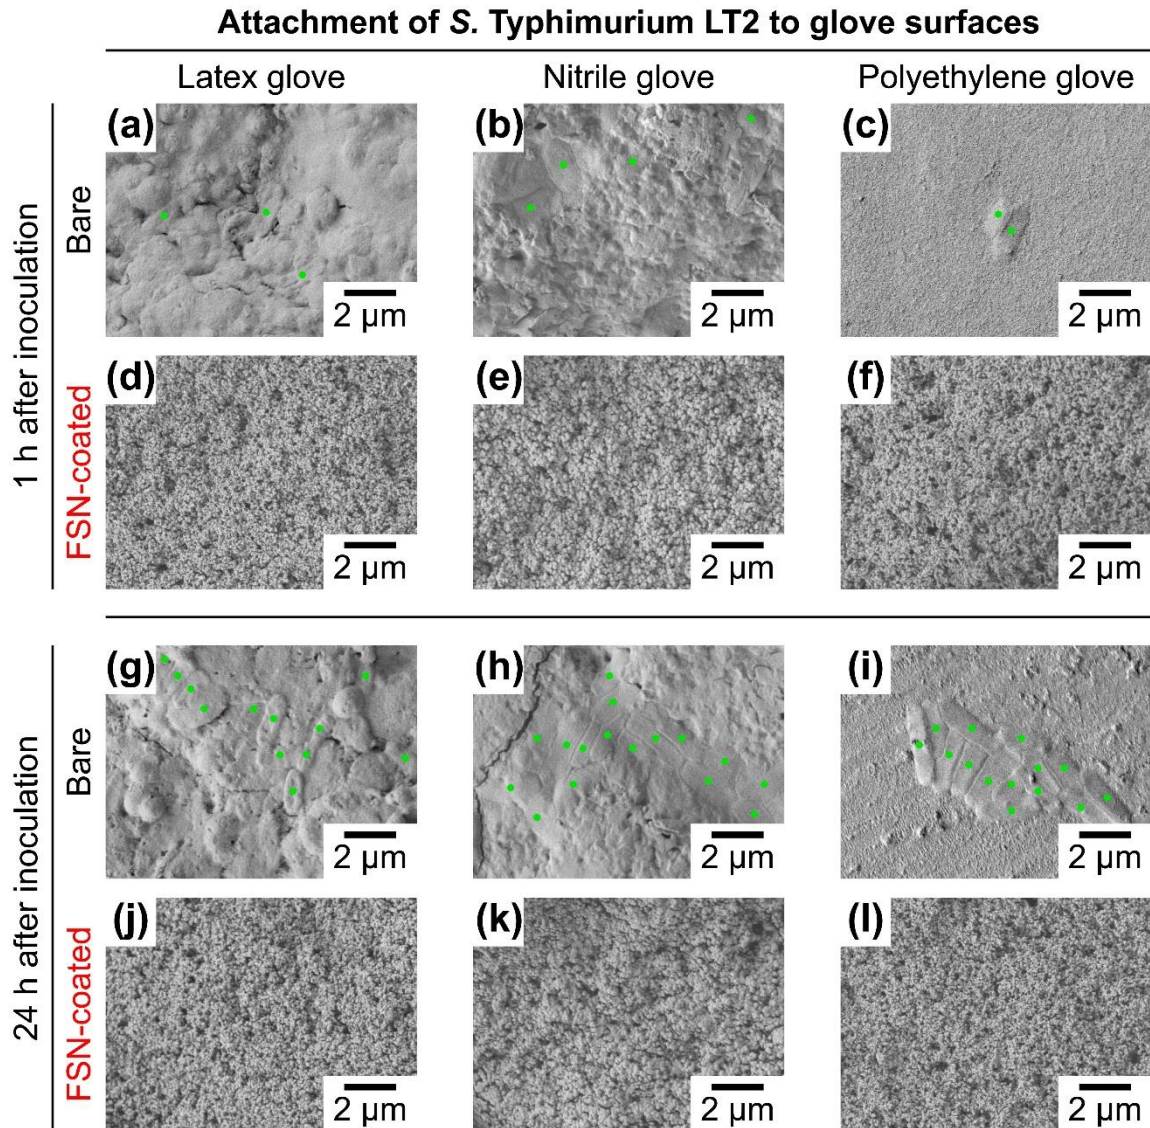 Attachment of S. Typhimurium LT2 to glove surfaces
Latex glove
Nitrile glove
Polyethylene glove
1 h after inoculation
Bare
(a)
2 µm
(b)
2 µm
(c)
2 µm
FSN-coated
(d)
2 µm
(e)
2 µm
(f)
2 µm
24 h after inoculation
Bare
(g)
2 µm
(h)
2 µm
(i)
2 µm
FSN-coated
(j)
2 µm
(k)
2 µm
(l)
2 µm